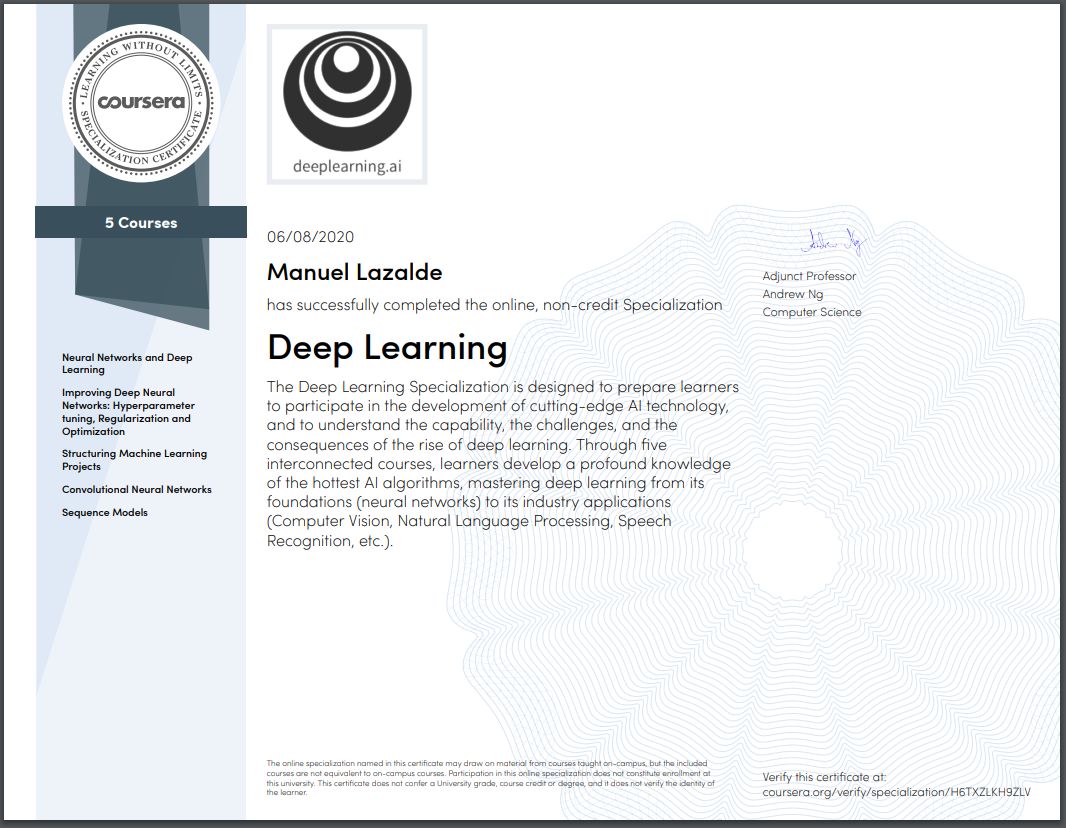 LEARNING WITHOUT LIMITS
coursera
SPECIALIZATION CERTIFICATE
5 Courses
Neural Networks and Deep
Learning
Improving Deep Neural
Networks: Hyperparameter
tuning, Regularization and
Optimization
Structuring Machine Learning
Projects
Convolutional Neural Networks
Sequence Models
deeplearning.ai
06/08/2020
Manuel Lazalde
has successfully completed the online, non-credit Specialization
Deep Learning
The Deep Learning Specialization is designed to prepare learners
to participate in the development of cutting-edge AI technology,
and to understand the capability, the challenges, and the
consequences of the rise of deep learning. Through five
interconnected courses, learners develop a profound knowledge
of the hottest AI algorithms, mastering deep learning from its
foundations (neural networks) to its industry applications
(Computer Vision, Natural Language Processing, Speech
Recognition, etc.).
Andrew Ng
Adjunct Professor
Andrew Ng
Computer Science
The online specialization named in this certificate may draw on material from courses taught on-campus, but the included
courses are not equivalent to on-campus courses. Participation in this online specialization does not constitute enrollment at
this university. This certificate does not confer a University grade, course credit or degree, and it does not verify the identity of
the learner.
Verify this certificate at:
coursera.org/verify/specialization/H6TXZLKH9ZLV